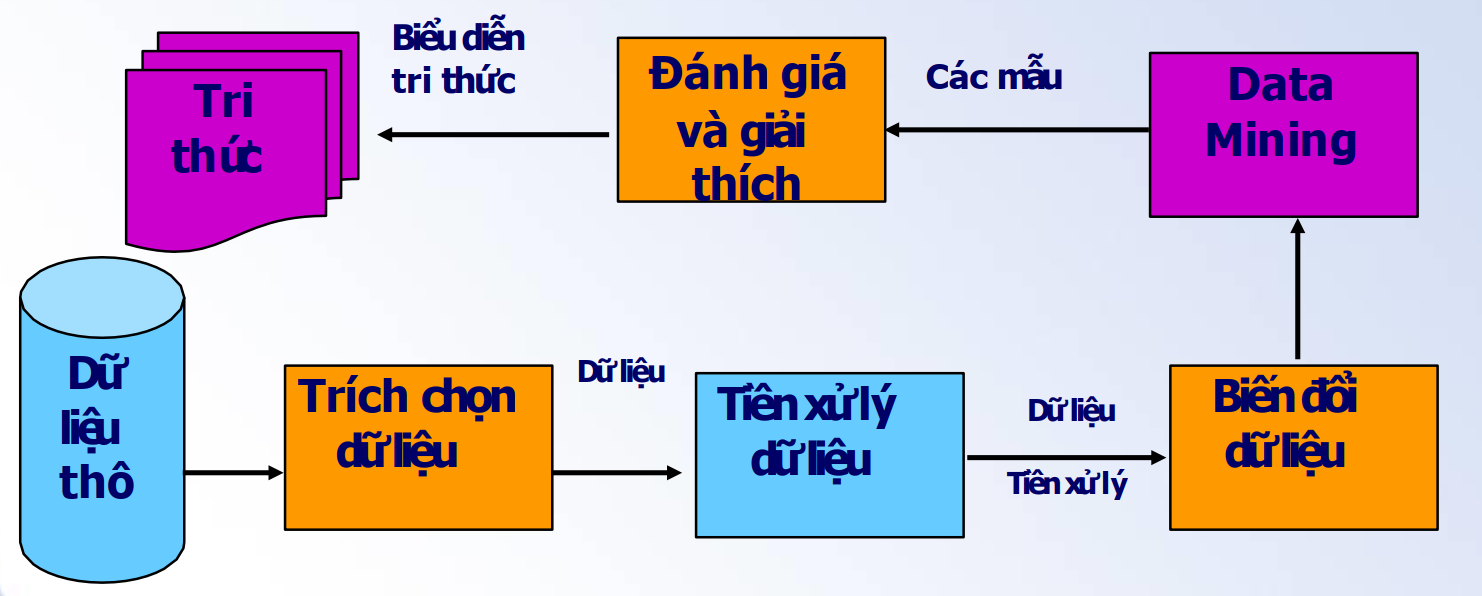 Biểu diễn
tri thức
Tri
thức
Đánh giá
và giải
thích
Các mẫu
Data
Mining
Dữ
liệu
thô
Trích chọn
dữ liệu
Dữ liệu
Tiền xử lý
dữ liệu
Dữ liệu
Tiền xử lý
Biến đổi
dữ liệu